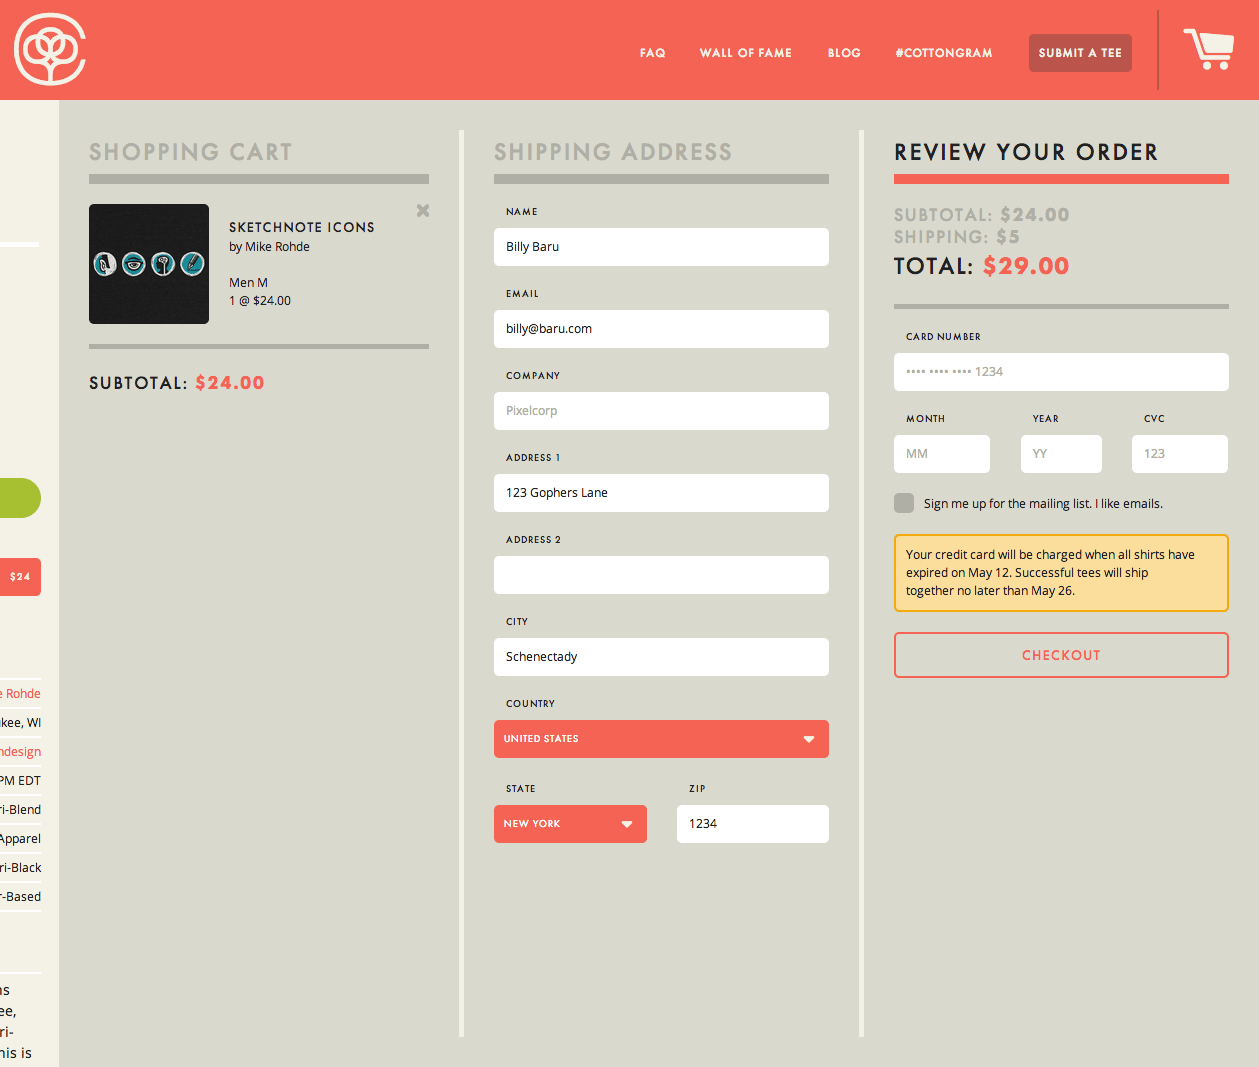 FAQ
WALL OF FAME
BLOG
#COTTONGRAM
SUBMIT A TEE
$24
e Rohde
kee, WI
ndesign
PM EDT
ri-Blend
Apparel
ri-Black
r-Based
ns
ee,
ri-
his is
SHOPPING CART
SKETCHNOTE ICONS
by Mike Rohde
Men M
1 @ $24.00
SUBTOTAL: $24.00
SHIPPING ADDRESS
NAME
Billy Baru
EMAIL
billy@baru.com
COMPANY
Pixelcorp
ADDRESS 1
123 Gophers Lane
ADDRESS 2
CITY
Schenectady
COUNTRY
UNITED STATES
STATE
ZIP
NEW YORK
1234
REVIEW YOUR ORDER
SUBTOTAL: $24.00
SHIPPING: $5
TOTAL: $29.00
CARD NUMBER
•••• •••• •••• 1234
MONTH
YEAR
CVC
MM
YY
123
Sign me up for the mailing list. I like emails.
Your credit card will be charged when all shirts have
expired on May 12. Successful tees will ship
together no later than May 26.
CHECKOUT